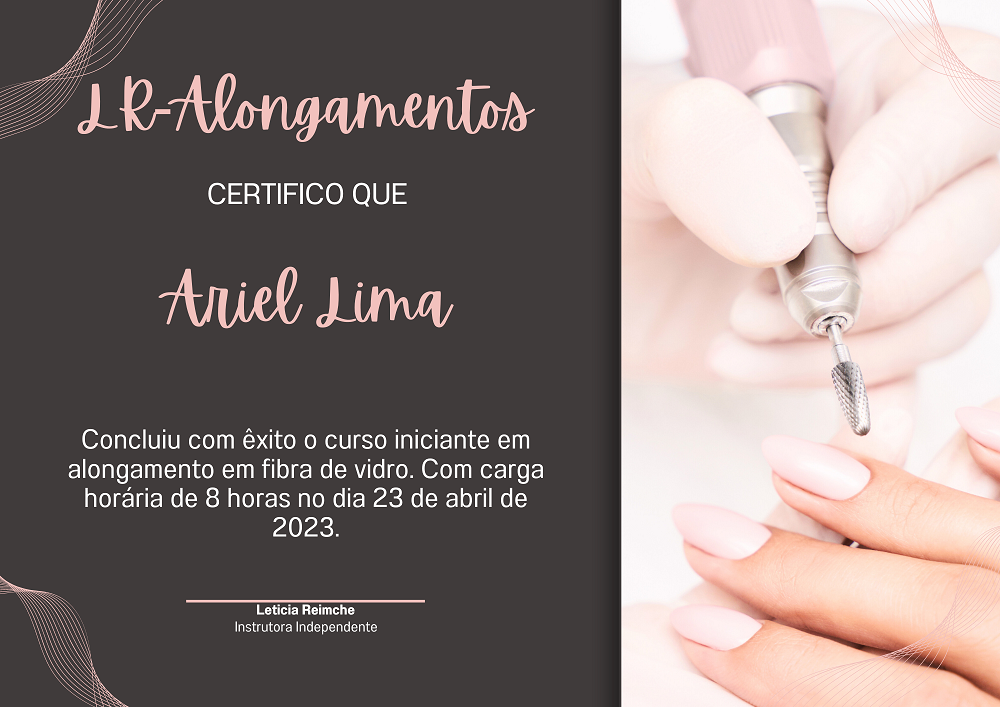 LR-Alongamentos
CERTIFICO QUE
Ariel Lima
Concluiu com êxito o curso iniciante em
alongamento em fibra de vidro. Com carga
horária de 8 horas no dia 23 de abril de
2023.
Leticia Reimche
Instrutora Independente